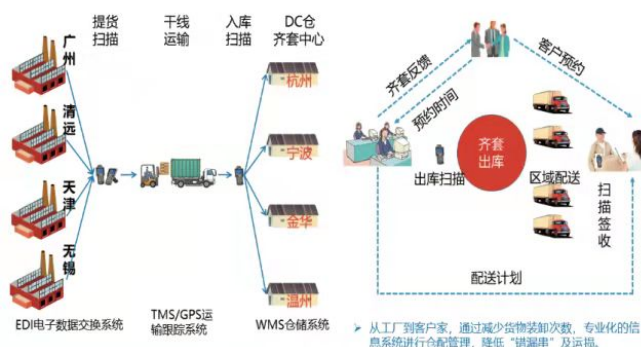 提货
扫描
干线
运输
入库
扫描
DC仓
齐套中心
广州
清远
天津
无锡
杭州
宁波
金华
温州
EDI电子数据交换系统
TMS/GPS运
输跟踪系统
WMS仓储系统
齐套反馈
预约时间
客户预约
齐套
出库
出库扫描
区域配送
扫描签收
配送计划
➢ 从工厂到客户家，通过减少货物装卸次数，专业化的信
息系统进行仓配管理，降低“错漏串”及运损。